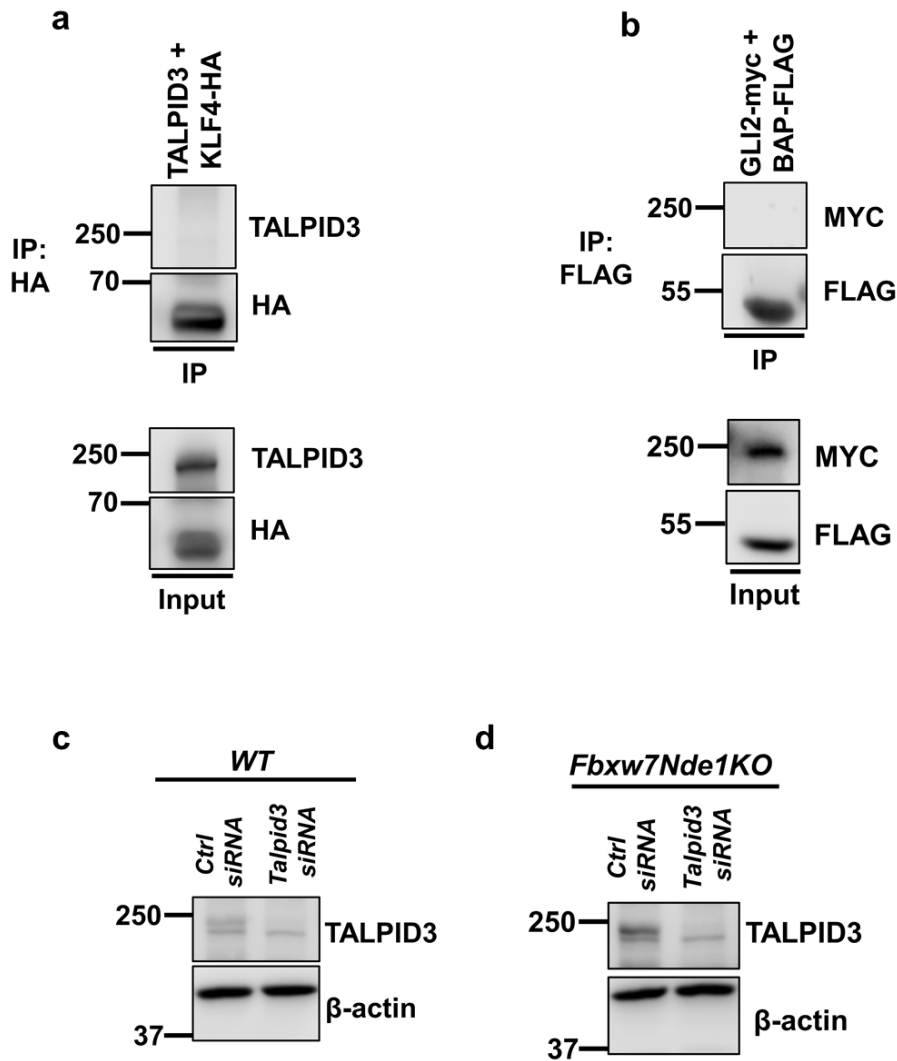 a
TALPID3 +
KLF4-HA
IP:
HA
250
TALPID3
70
HA
IP
250
TALPID3
70
HA
Input
b
GLI2-myc +
BAP-FLAG
IP:
FLAG
250
MYC
55
FLAG
IP
250
MYC
55
FLAG
Input
c
WT
Ctrl
siRNA
Talpid3
siRNA
250
TALPID3
β-actin
37
d
Fbxw7Nde1KO
Ctrl
siRNA
Talpid3
siRNA
250
TALPID3
β-actin
37